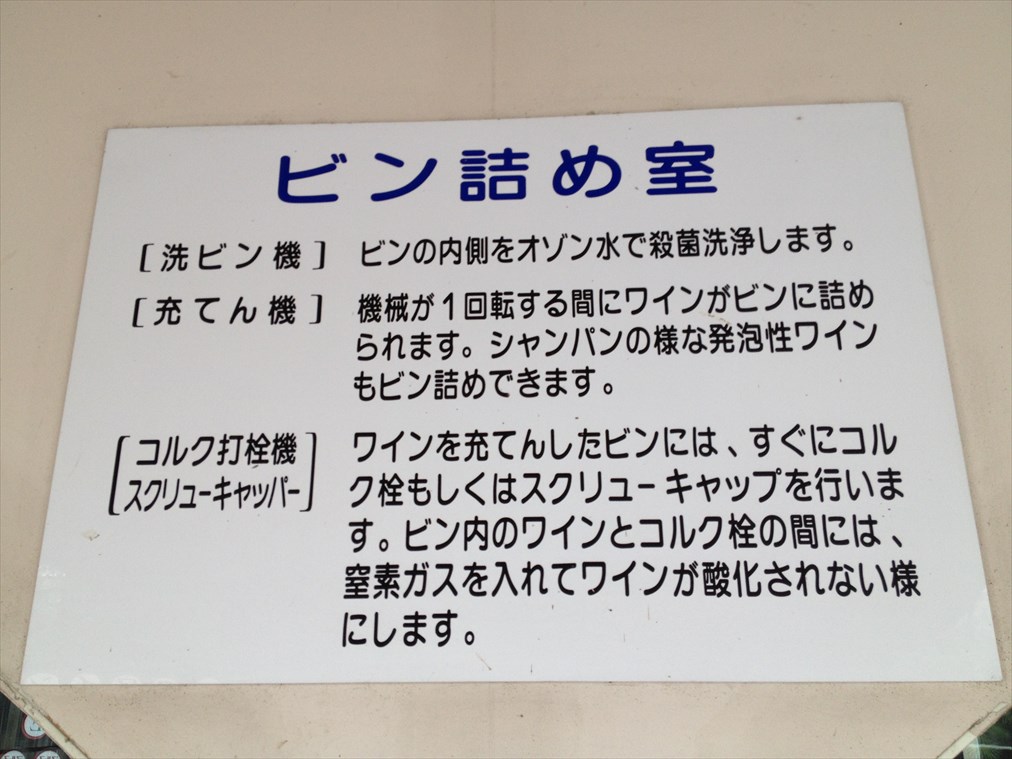 ビン詰め室
［洗ビン機］ ビンの内側をオゾン水で殺菌洗浄します。
［充てん機］ 機械が１回転する間にワインがビンに詰め
られます。シャンパンの様な発泡性ワイン
もビン詰めできます。
［コルク打栓機
スクリューキャッパー］
ワインを充てんしたビンには、すぐにコル
ク栓もしくはスクリューキャップを行いま
す。ビン内のワインとコルク栓の間には、
窒素ガスを入れてワインが酸化されない様
にします。